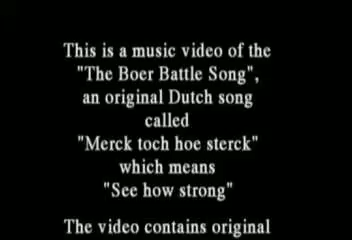 This is a music video of the
"The Boer Battle Song",
an original Dutch song
called
"Merck toch hoe sterck"
which means
"See how strong"
The video contains original